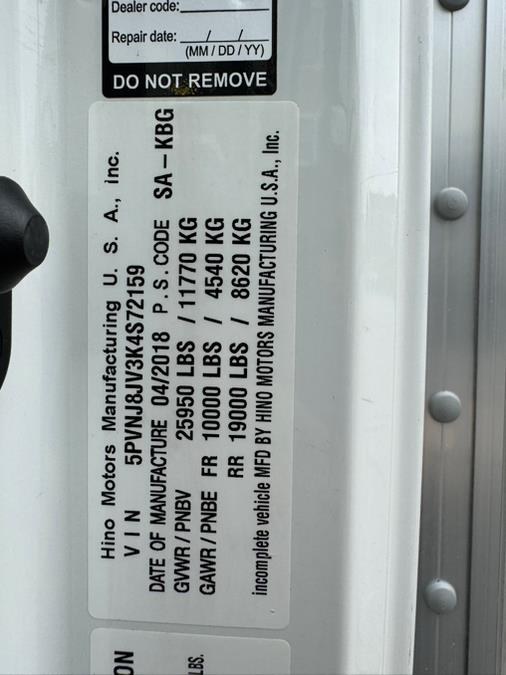 Dealer code:
Repair date: / /
(MM / DD / YY)
DO NOT REMOVE
Hino Motors Manufacturing U. S. A., Inc.
VIN 5PVNJ8JV3K4S72159
DATE OF MANUFACTURE 04/2018 P. S. CODE SA – KBG
GVWR / PNBV 25950 LBS / 11770 KG
GAWR / PNBE FR 10000 LBS / 4540 KG
RR 19000 LBS / 8620 KG
incomplete vehicle MFD BY HINO MOTORS MANUFACTURING U.S.A., Inc.
ON
LBS.